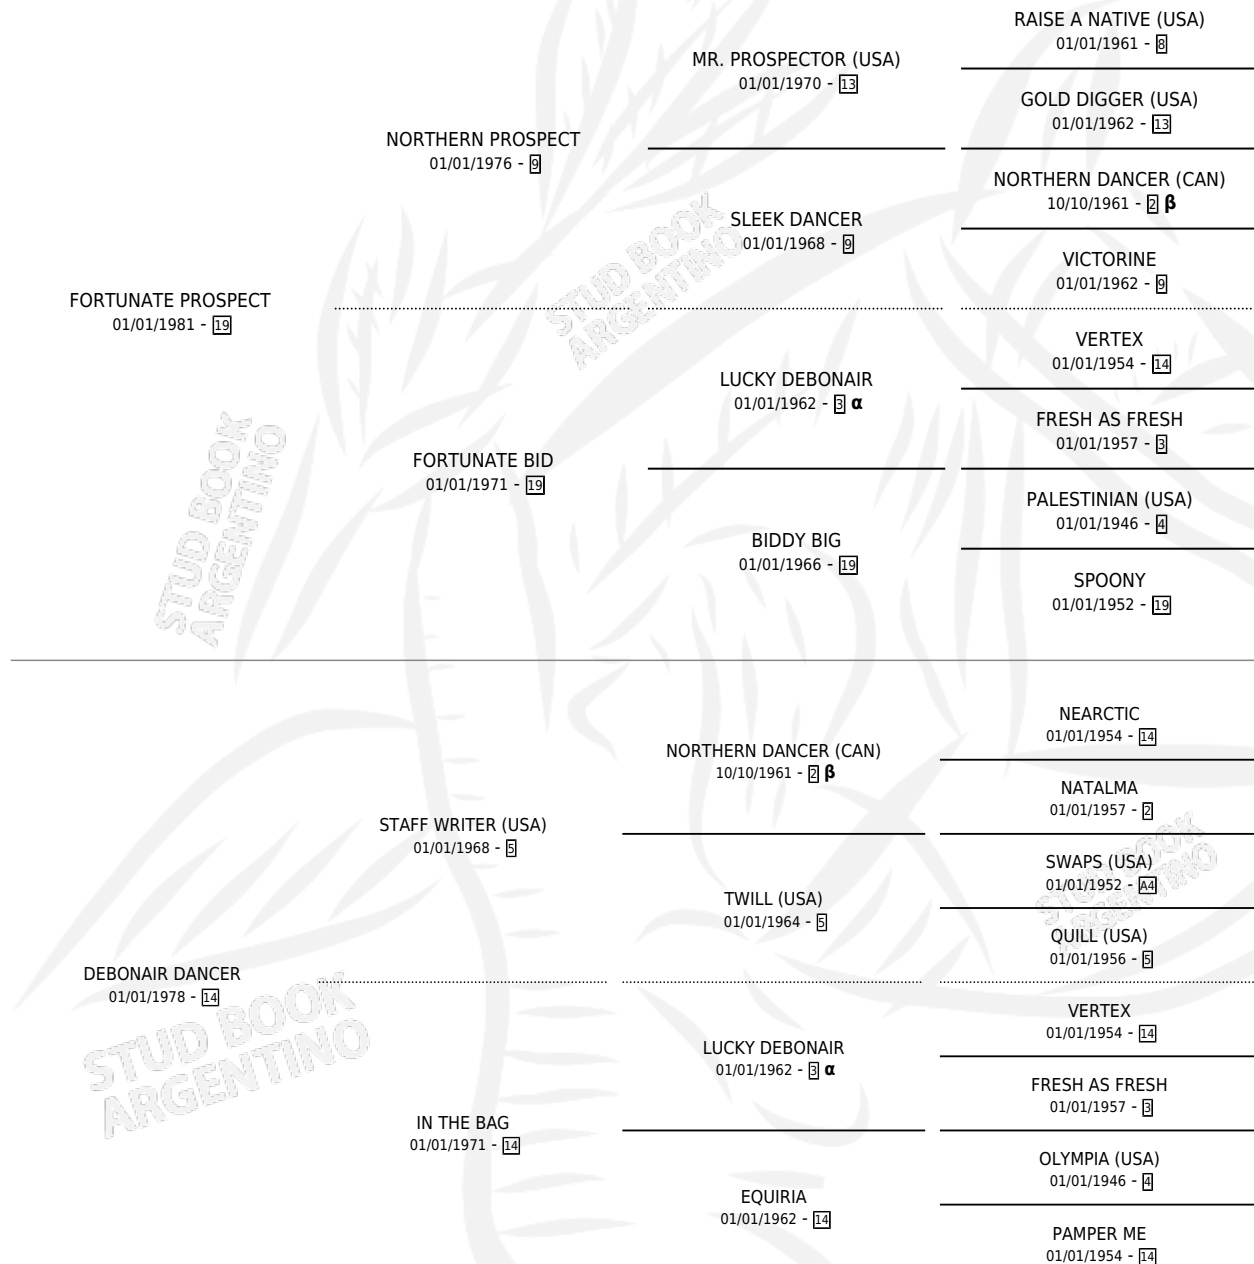 RAISE A NATIVE (USA)
01/01/1961 - 8
MR. PROSPECTOR (USA)
01/01/1970 - 13
GOLD DIGGER (USA)
01/01/1962 - 13
NORTHERN PROSPECT
01/01/1976 - 9
NORTHERN DANCER (CAN)
10/10/1961 - 2 β
SLEEK DANCER
01/01/1968 - 9
VICTORINE
01/01/1962 - 9
FORTUNATE PROSPECT
01/01/1981 - 19
VERTEX
01/01/1954 - 14
LUCKY DEBONAIR
01/01/1962 - 3 α
FRESH AS FRESH
01/01/1957 - 3
FORTUNATE BID
01/01/1971 - 19
PALESTINIAN (USA)
01/01/1946 - 4
BIDDY BIG
01/01/1966 - 19
SPOONY
01/01/1952 - 19
NEARCTIC
01/01/1954 - 14
NORTHERN DANCER (CAN)
10/10/1961 - 2 β
NATALMA
01/01/1957 - 2
STAFF WRITER (USA)
01/01/1968 - 5
SWAPS (USA)
01/01/1952 - A4
TWILL (USA)
01/01/1964 - 5
QUILL (USA)
01/01/1956 - 5
DEBONAIR DANCER
01/01/1978 - 14
VERTEX
01/01/1954 - 14
LUCKY DEBONAIR
01/01/1962 - 3 α
FRESH AS FRESH
01/01/1957 - 3
IN THE BAG
01/01/1971 - 14
OLYMPIA (USA)
01/01/1946 - 4
EQUIRIA
01/01/1962 - 14
PAMPER ME
01/01/1954 - 14
STUD BOOK
ARGENTINO
STUD BOOK
ARGENTINO
STUD BOOK
ARGENTINO
STUD BOOK
ARGENTINO